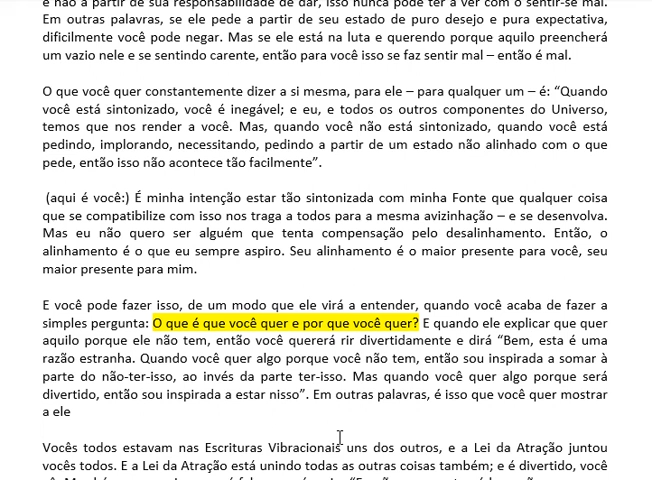 e não a partir de sua responsabilidade de dar, isso nunca pode ter a ver com o sentir-se mal.
Em outras palavras, se ele pede a partir de seu estado de puro desejo e pura expectativa,
dificilmente você pode negar. Mas se ele está na luta e querendo porque aquilo preencherá
um vazio nele e se sentindo carente, então para você isso se faz sentir mal – então é mal.
O que você quer constantemente dizer a si mesma, para ele – para qualquer um – é: “Quando
você está sintonizado, você é inegável; e eu, e todos os outros componentes do Universo,
temos que nos render a você. Mas, quando você não está sintonizado, quando você está
pedindo, implorando, necessitando, pedindo a partir de um estado não alinhado com o que
pede, então isso não acontece tão facilmente”.
(aqui é você:) É minha intenção estar tão sintonizada com minha Fonte que qualquer coisa
que se compatibilize com isso nos traga a todos para a mesma avizinhação – e se desenvolva.
Mas eu não quero ser alguém que tenta compensação pelo desalinhamento. Então, o
alinhamento é o que eu sempre aspiro. Seu alinhamento é o maior presente para você, seu
maior presente para mim.
E você pode fazer isso, de um modo que ele virá a entender, quando você acaba de fazer a
simples pergunta: O que é que você quer e por que você quer? E quando ele explicar que quer
aquilo porque ele não tem, então você quererá rir divertidamente e dirá “Bem, esta é uma
razão estranha. Quando você quer algo porque você não tem, então sou inspirada a somar à
parte do não-ter-isso, ao invés da parte ter-isso. Mas quando você quer algo porque será
divertido, então sou inspirada a estar nisso”. Em outras palavras, é isso que você quer mostrar
a ele
Vocês todos estavam nas Escrituras Vibracionais uns dos outros, e a Lei da Atração juntou
vocês todos. E a Lei da Atração está unindo todas as outras coisas também; e é divertido, você